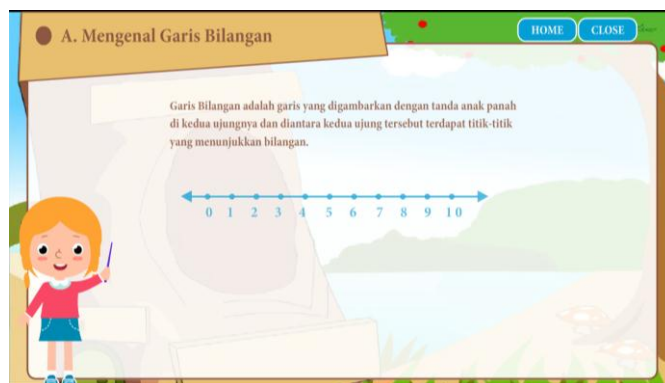 A. Mengenal Garis Bilangan
HOME
CLOSE
Garis Bilangan adalah garis yang digambarkan dengan tanda anak panah
di kedua ujungnya dan diantara kedua ujung tersebut terdapat titik-titik
yang menunjukkan bilangan.
0 1 2 3 4 5 6 7 8 9 10